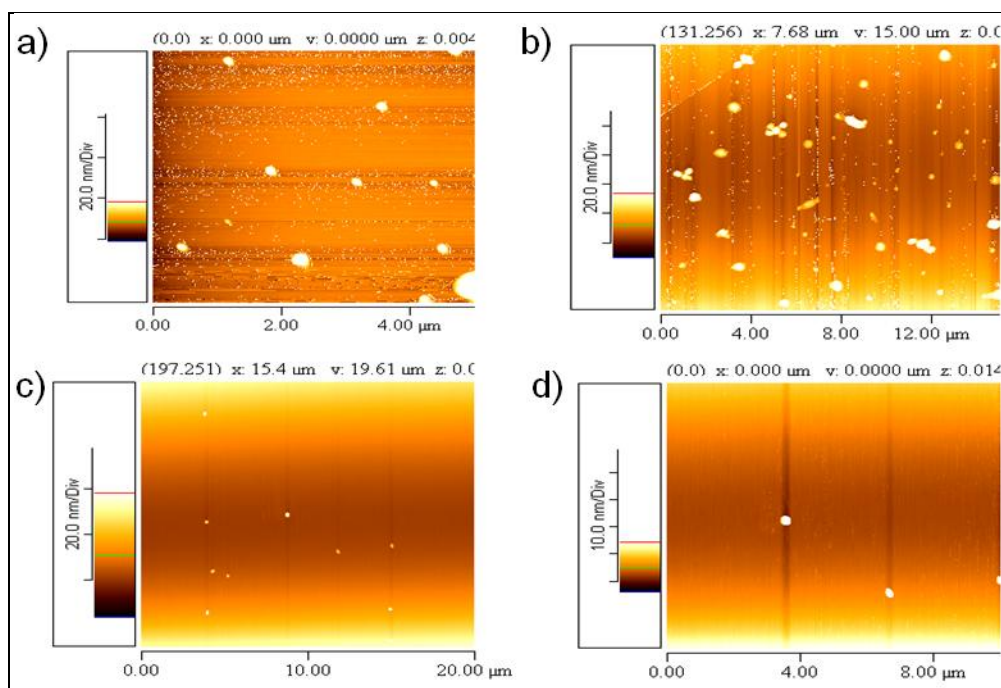 a)
(0.0) x: 0.000 um v: 0.0000 um z: 0.004
20.0 nm/Div
0.00 2.00 4.00 μm
b)
(131.256) x: 7.68 um v: 15.00 um z: 0.0
20.0 nm/Div
0.00 4.00 8.00 12.00 μm
c)
(197.251) x: 15.4 um v: 19.61 um z: 0.0
20.0 nm/Div
0.00 10.00 20.00 μm
d)
(0.0) x: 0.000 um v: 0.0000 um z: 0.014
10.0 nm/Div
0.00 4.00 8.00 μm